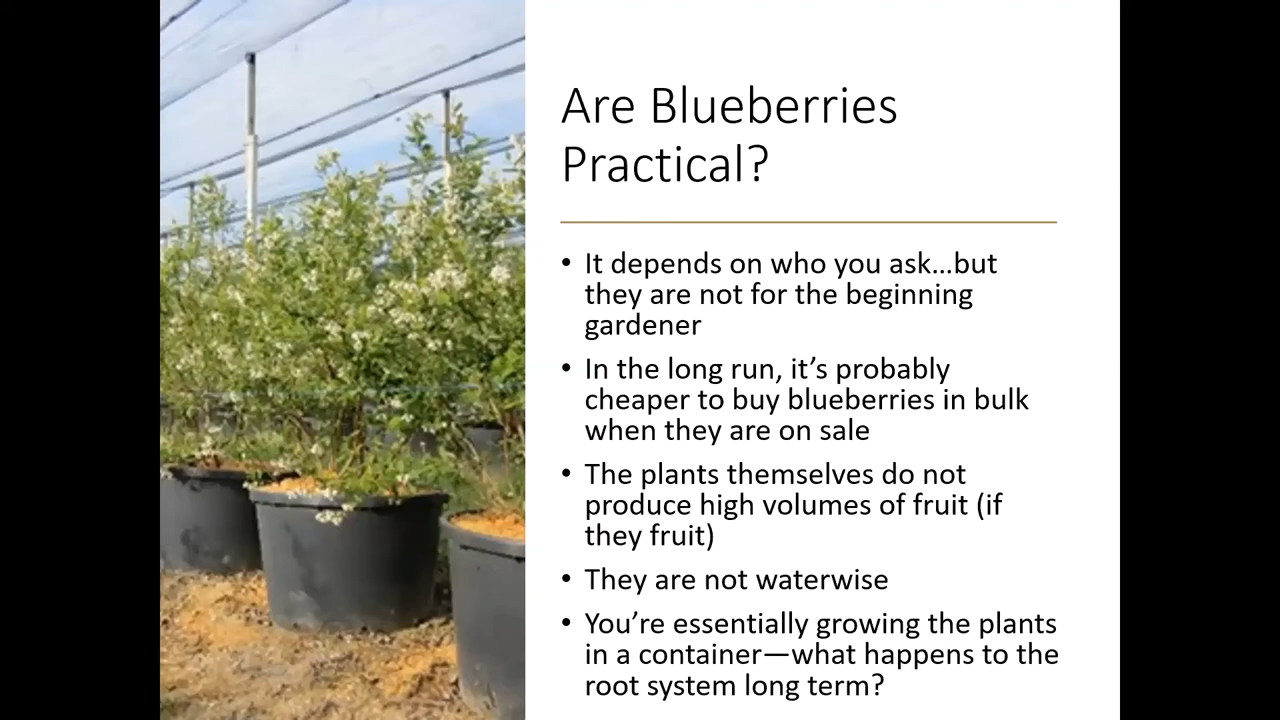 Are Blueberries
Practical?
• It depends on who you ask…but
they are not for the beginning
gardener
• In the long run, it’s probably
cheaper to buy blueberries in bulk
when they are on sale
• The plants themselves do not
produce high volumes of fruit (if
they fruit)
• They are not waterwise
• You’re essentially growing the plants
in a container—what happens to the
root system long term?